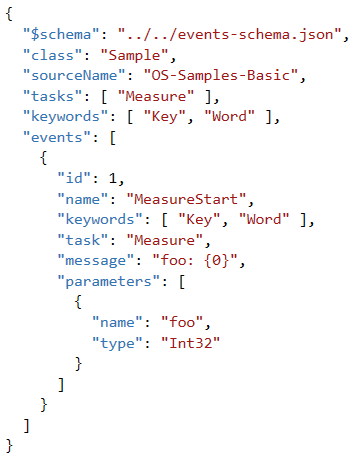 {
  "$schema": "../../events-schema.json",
  "class": "Sample",
  "sourceName": "OS-Samples-Basic",
  "tasks": [ "Measure" ],
  "keywords": [ "Key", "Word" ],
  "events": [
    {
      "id": 1,
      "name": "MeasureStart",
      "keywords": [ "Key", "Word" ],
      "task": "Measure",
      "message": "foo: {0}",
      "parameters": [
        {
          "name": "foo",
          "type": "Int32"
        }
      ]
    }
  ]
}